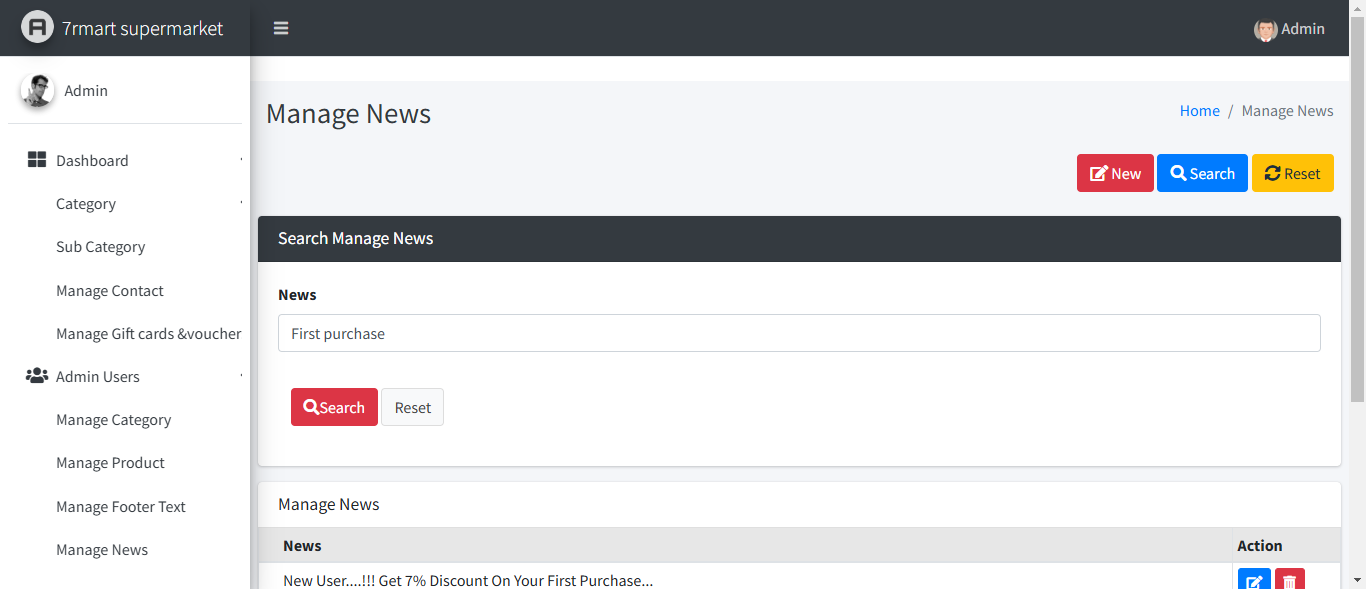 7rmart supermarket
Admin
Admin
Dashboard
Category
Sub Category
Manage Contact
Manage Gift cards &voucher
Admin Users
Manage Category
Manage Product
Manage Footer Text
Manage News
Manage News
Home / Manage News
New Search Reset
Search Manage News
News
First purchase
Search Reset
Manage News
News Action
New User....!!! Get 7% Discount On Your First Purchase...